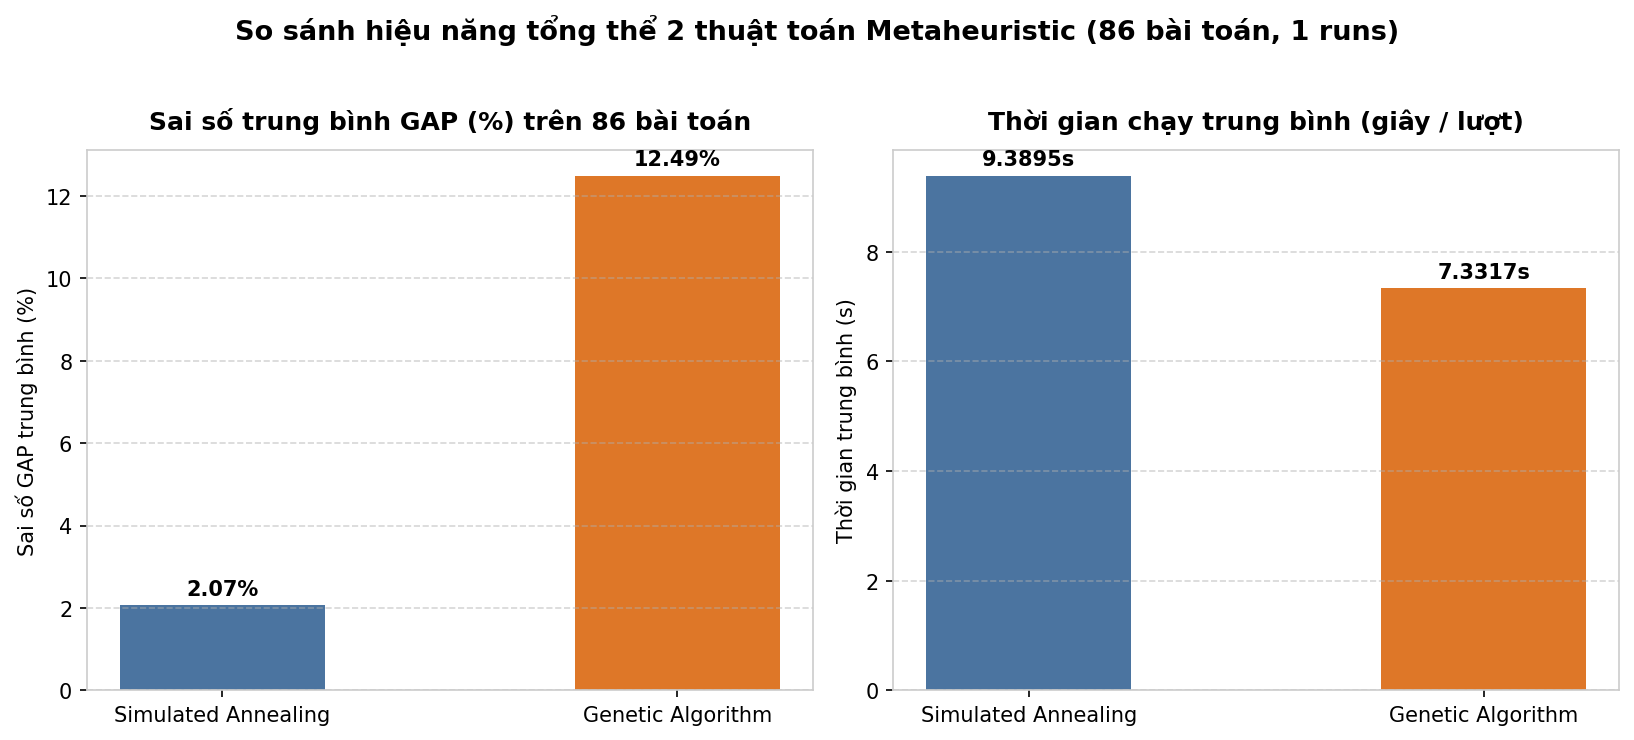 So sánh hiệu năng tổng thể 2 thuật toán Metaheuristic (86 bài toán, 1 runs)
Sai số trung bình GAP (%) trên 86 bài toán
12.49%
12
10
8
6
4
2.07%
2
0
Sai số GAP trung bình (%)
Simulated Annealing
Genetic Algorithm
Thời gian chạy trung bình (giây / lượt)
9.3895s
8
7.3317s
6
4
2
0
Thời gian trung bình (s)
Simulated Annealing
Genetic Algorithm